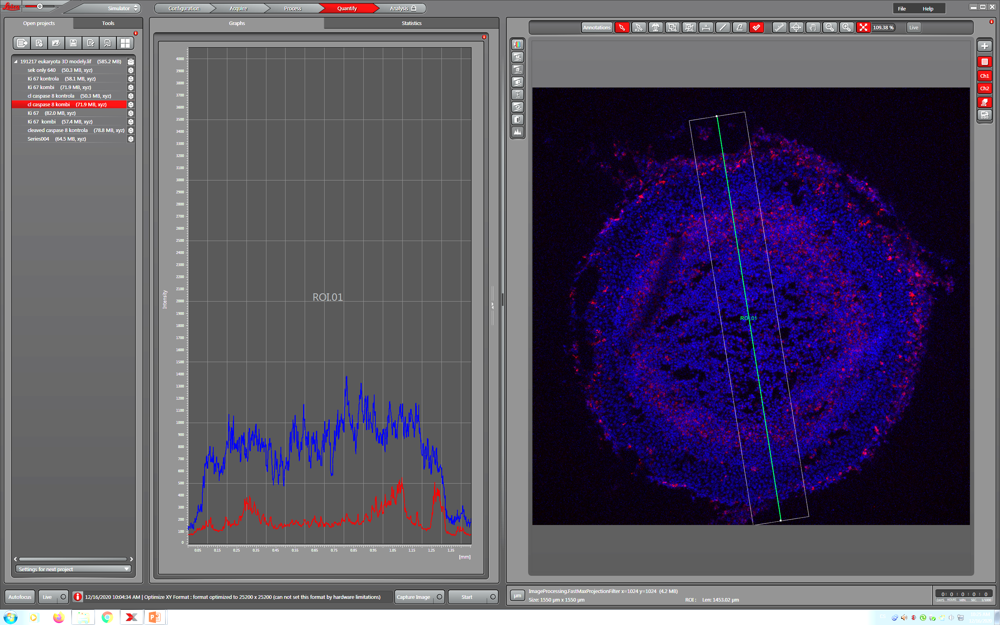 Leica
Simulator
Configuration
Acquire
Process
Quantify
Analysis
File
Help
Open projects
Tools
Graphs
Statistics
Annotations
109.38 %
Live
191217 eukaryota 3D modely.lif (585.2 MB)
sek only 640 (50.3 MB, xyz)
Ki 67 kontrola (58.1 MB, xyz)
Ki 67 kombi (71.9 MB, xyz)
cl caspase 8 kontrola (50.3 MB, xyz)
cl caspase 8 kombi (71.9 MB, xyz)
Ki 67 (82.0 MB, xyz)
Ki 67 kombi (57.4 MB, xyz)
cleaved caspase 8 kontrola (78.8 MB, xyz)
Series004 (64.5 MB, xyz)
Settings for next project
4000
3900
3800
3700
3600
3500
3400
3300
3200
3100
3000
2900
2800
2700
2600
2500
2400
2300
2200
2100
2000
1900
1800
1700
1600
1500
1400
1300
1200
1100
1000
900
800
700
600
500
400
300
200
100
0
Intensity
ROI.01
0.05 0.15 0.25 0.35 0.45 0.55 0.65 0.75 0.85 0.95 1.05 1.15 1.25 1.35
[mm]
ROI.01
Ch1
Ch2
MAX
Autofocus
Live
12/16/2020 10:04:34 AM | Optimize XY Format : format optimized to 25200 x 25200 (can not set this format by hardware limitations)
Capture Image
Start
µm
ImageProcessing.FastMaxProjectionFilter x=1024 y=1024 (4.2 MB)
Size: 1550 µm x 1550 µm
ROI : Len: 1453.02 µm
0: 0: 0: 0: 0
DAYS HOURS MIN. SEC. 1/1000
CS
10:25 AM
12/16/2020